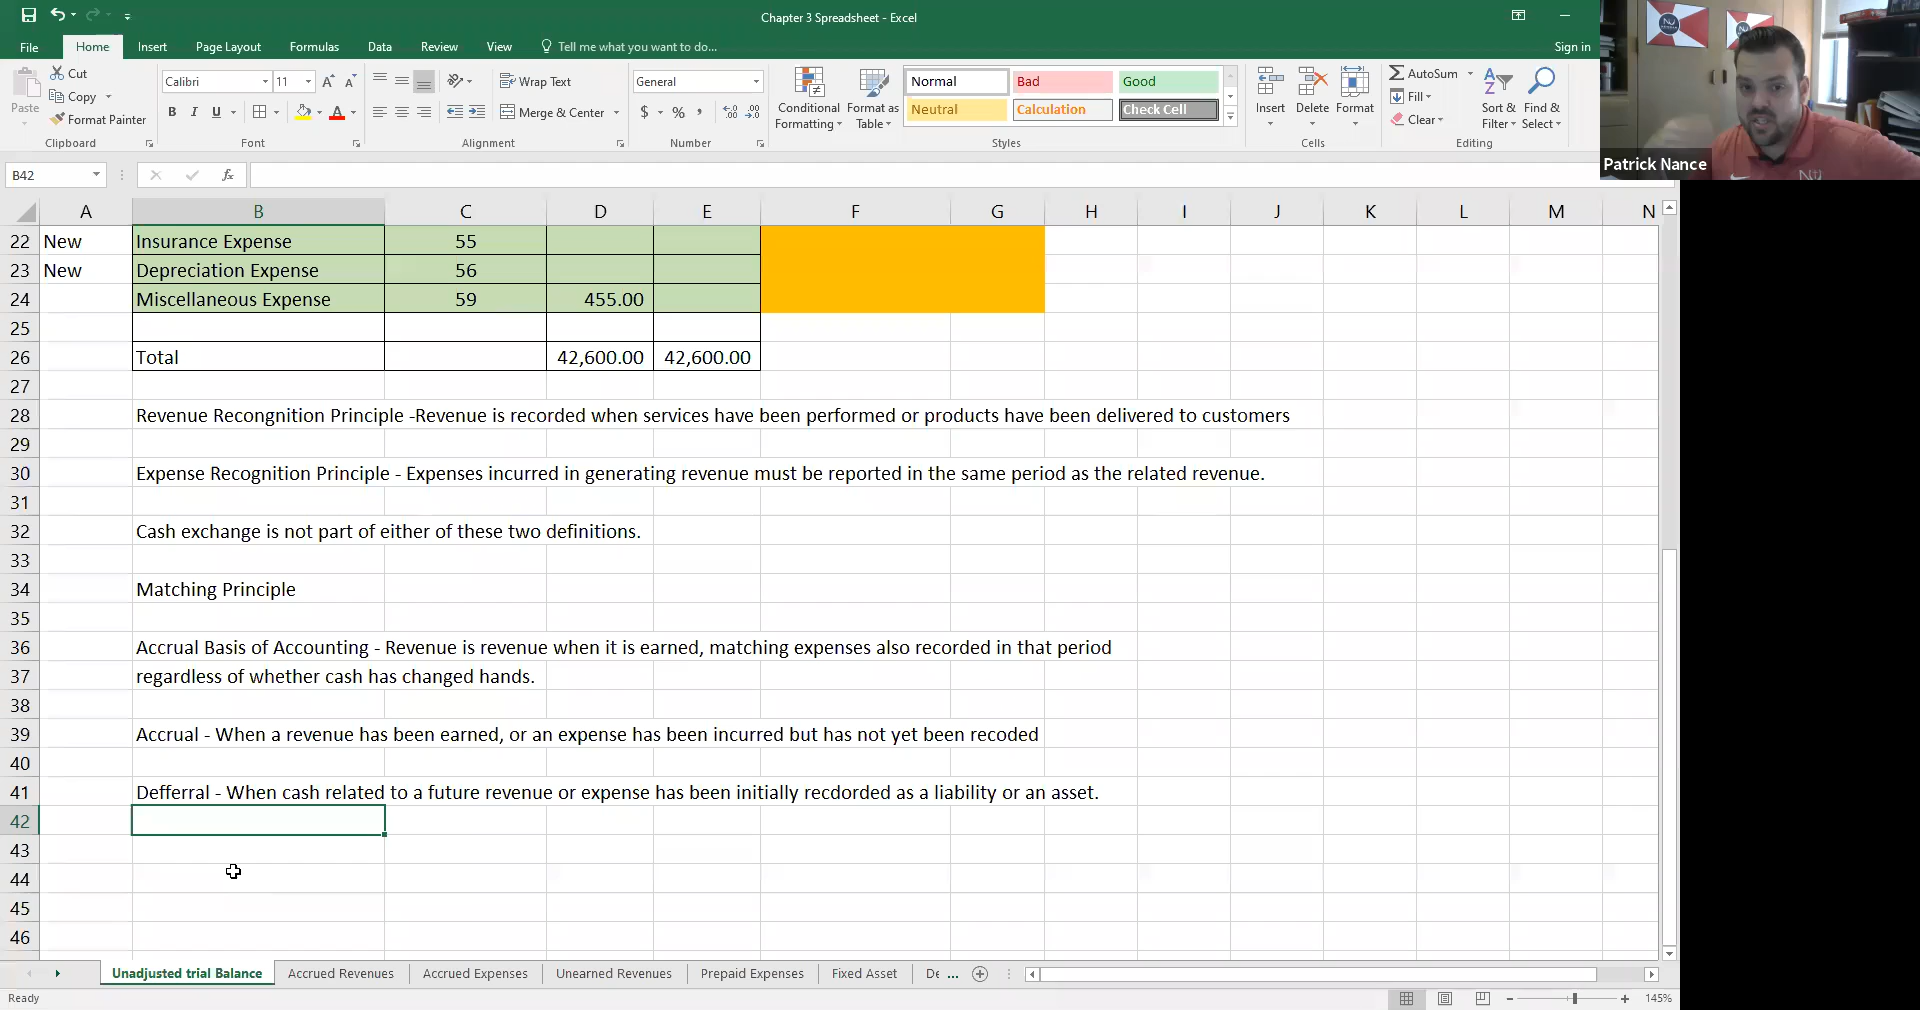 Chapter 3 Spreadsheet - Excel
File Home Insert Page Layout Formulas Data Review View Tell me what you want to do... Sign in
Paste
Cut
Copy
Format Painter
Clipboard
Calibri 11
B I U
Font
Wrap Text
Merge & Center
Alignment
General
$ % ,
Number
Conditional Formatting
Format as Table
Normal Bad Good
Neutral Calculation Check Cell
Styles
Insert Delete Format
Cells
AutoSum
Fill
Clear
Sort & Filter
Find & Select
Editing
Patrick Nance
NU
B42
fx
A B C D E F G H I J K L M N
22 New Insurance Expense 55
23 New Depreciation Expense 56
24 Miscellaneous Expense 59 455.00
25
26 Total 42,600.00 42,600.00
27
28 Revenue Recongnition Principle -Revenue is recorded when services have been performed or products have been delivered to customers
29
30 Expense Recognition Principle - Expenses incurred in generating revenue must be reported in the same period as the related revenue.
31
32 Cash exchange is not part of either of these two definitions.
33
34 Matching Principle
35
36 Accrual Basis of Accounting - Revenue is revenue when it is earned, matching expenses also recorded in that period
37 regardless of whether cash has changed hands.
38
39 Accrual - When a revenue has been earned, or an expense has been incurred but has not yet been recoded
40
41 Defferral - When cash related to a future revenue or expense has been initially recdorded as a liability or an asset.
42
43
44
45
46
Unadjusted trial Balance Accrued Revenues Accrued Expenses Unearned Revenues Prepaid Expenses Fixed Asset De ...
Ready 145%